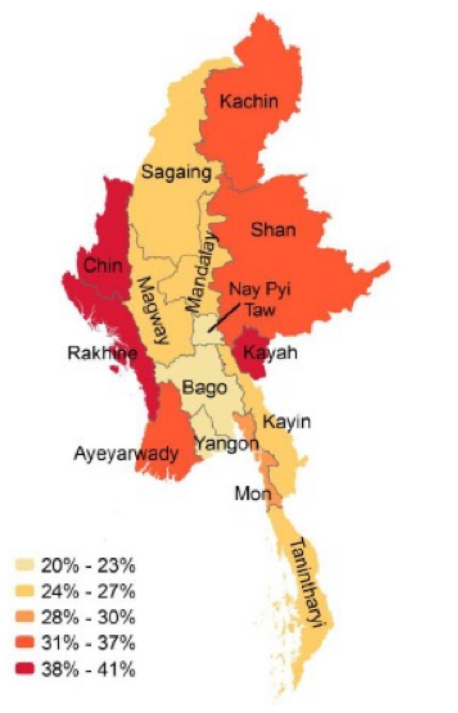 Kachin
Sagaing
Shan
Chin
Mandalay
Magway
Nay Pyi
Taw
Rakhine
Kayah
Bago
Kayin
Yangon
Ayeyarwady
Mon
Tanintharyi
20% - 23%
24% - 27%
28% - 30%
31% - 37%
38% - 41%